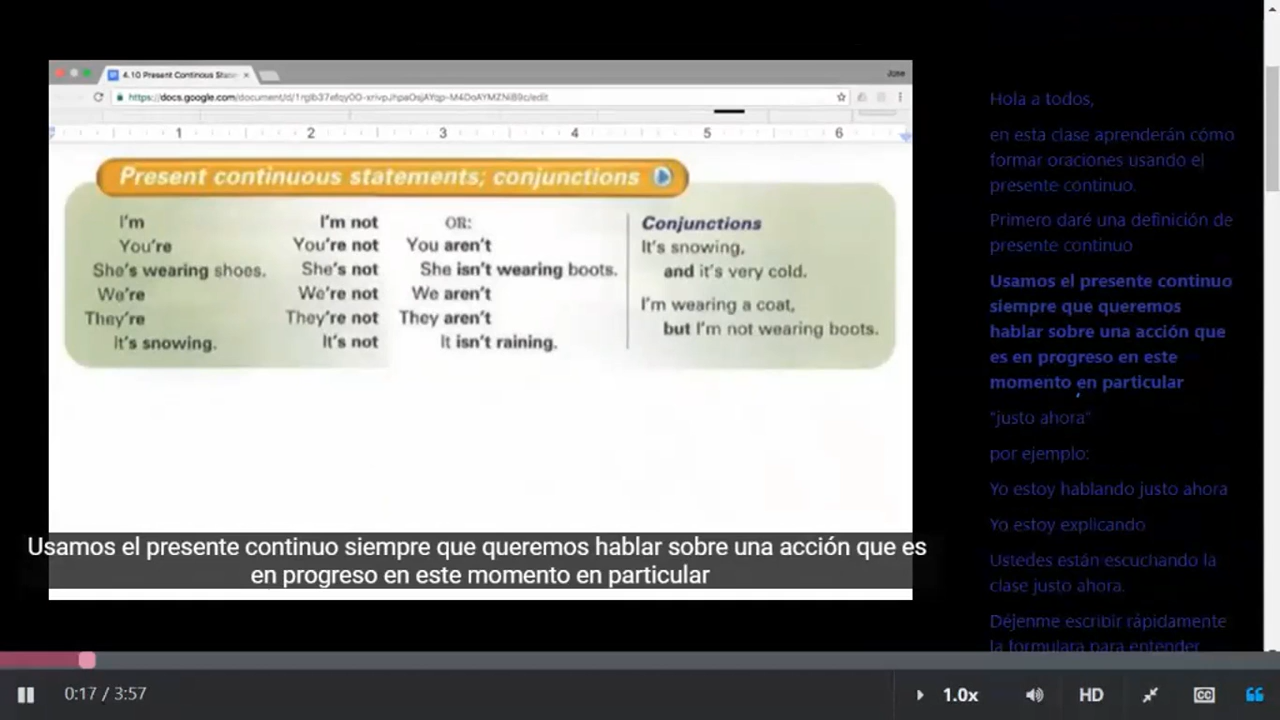 4.10 Present Continous State
Jose
docs.google.com/document/d/
1 2 3 4 5 6
Present continuous statements; conjunctions
I'm I'm not OR: Conjunctions
You're You're not You aren't It's snowing,
She's wearing shoes. She's not She isn't wearing boots. and it's very cold.
We're We're not We aren't I'm wearing a coat,
They're They're not They aren't but I'm not wearing boots.
It's snowing. It's not It isn't raining.
Usamos el presente continuo siempre que queremos hablar sobre una acción que es
en progreso en este momento en particular
Hola a todos,
en esta clase aprenderán cómo
formar oraciones usando el
presente continuo.
Primero daré una definición de
presente continuo
Usamos el presente continuo
siempre que queremos
hablar sobre una acción que
es en progreso en este
momento en particular
"justo ahora"
por ejemplo:
Yo estoy hablando justo ahora
Yo estoy explicando
Ustedes están escuchando la
clase justo ahora.
Déjenme escribir rápidamente
la formulara para entender
0:17 / 3:57
1.0x
HD
CC